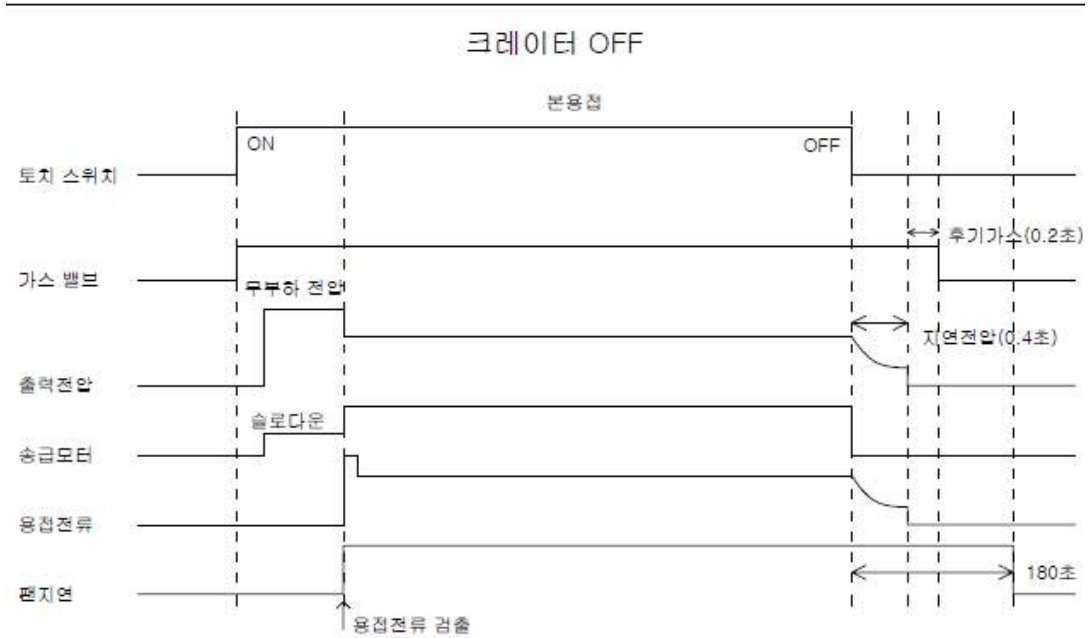 크레이터 OFF
본용접
ON
OFF
토치 스위치
후기가스(0.2초)
가스 밸브
무부하 전압
지연전압(0.4초)
출력전압
슬로다운
송급모터
용접전류
180초
팬지연
용접전류 검출